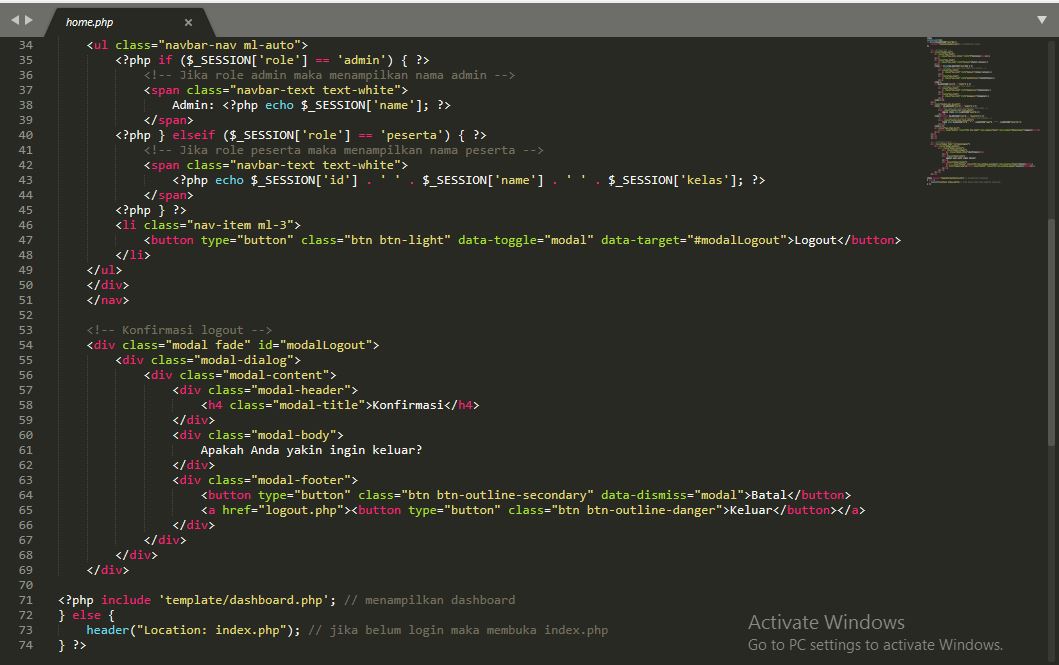 home.php
34 <ul class="navbar-nav ml-auto">
35 <?php if ($_SESSION['role'] == 'admin') { ?>
36 <!-- Jika role admin maka menampilkan nama admin -->
37 <span class="navbar-text text-white">
38 Admin: <?php echo $_SESSION['name']; ?>
39 </span>
40 <?php } elseif ($_SESSION['role'] == 'peserta') { ?>
41 <!-- Jika role peserta maka menampilkan nama peserta -->
42 <span class="navbar-text text-white">
43 <?php echo $_SESSION['id'] . ' ' . $_SESSION['name'] . ' ' . $_SESSION['kelas']; ?>
44 </span>
45 <?php } ?>
46 <li class="nav-item ml-3">
47 <button type="button" class="btn btn-light" data-toggle="modal" data-target="#modalLogout">Logout</button>
48 </li>
49 </ul>
50 </div>
51 </nav>
52
53 <!-- Konfirmasi logout -->
54 <div class="modal fade" id="modalLogout">
55 <div class="modal-dialog">
56 <div class="modal-content">
57 <div class="modal-header">
58 <h4 class="modal-title">Konfirmasi</h4>
59 </div>
60 <div class="modal-body">
61 Apakah Anda yakin ingin keluar?
62 </div>
63 <div class="modal-footer">
64 <button type="button" class="btn btn-outline-secondary" data-dismiss="modal">Batal</button>
65 <a href="logout.php"><button type="button" class="btn btn-outline-danger">Keluar</button></a>
66 </div>
67 </div>
68 </div>
69 </div>
70
71 <?php include 'template/dashboard.php'; // menampilkan dashboard
72 } else {
73 header("Location: index.php"); // jika belum login maka membuka index.php
74 } ?>
Activate Windows
Go to PC settings to activate Windows.